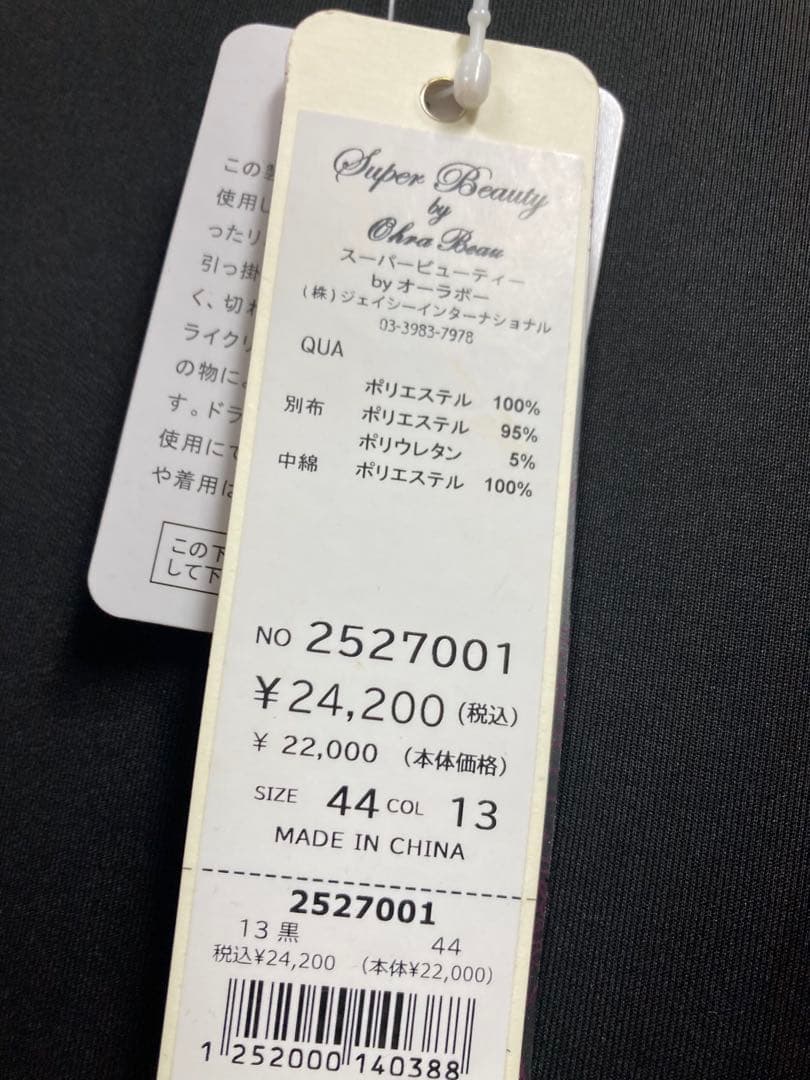 Super Beauty
by
Ohra Beau
スーパービューティー
by オーラボー
(株)ジェイシーインターナショナル
03-3983-7978
QUA
ポリエステル 100%
別布 ポリエステル 95%
ポリウレタン 5%
中綿 ポリエステル 100%
NO 2527001
¥24,200 (税込)
¥ 22,000 (本体価格)
SIZE 44 COL 13
MADE IN CHINA
2527001
13 黒 44
税込¥24,200 (本体¥22,000)
1 252000 140388
この
使用し
ったり
引っ掛
く、切れ
ライクリ
の物に
す。ドラ
使用にて
や着用は
この下
して下